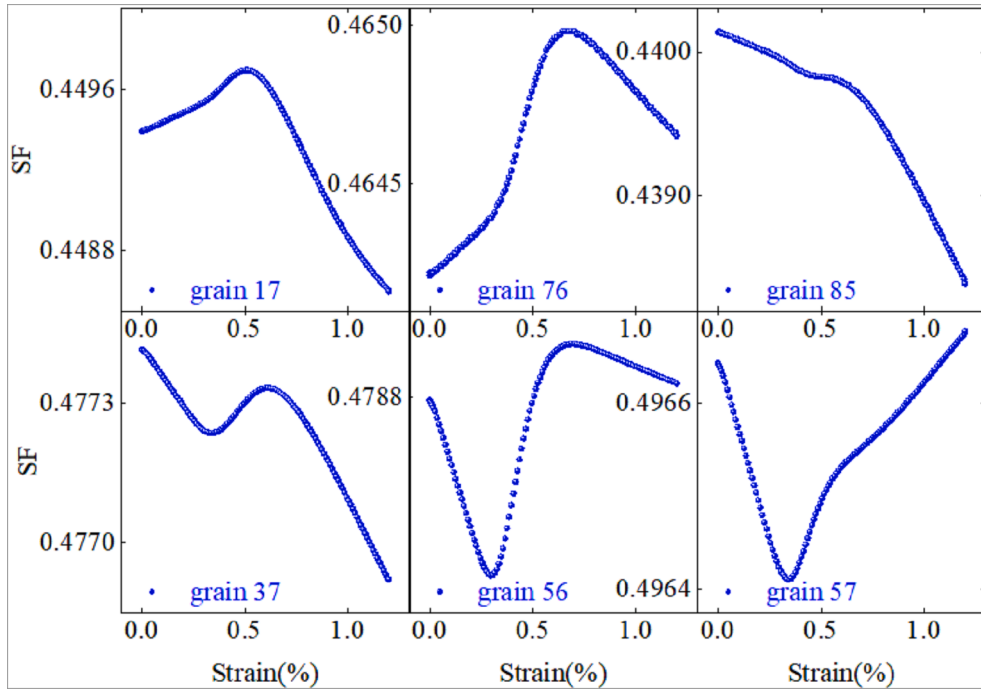 0.4496
0.4488
SF
grain 17
0.4650
0.4645
grain 76
0.4400
0.4390
grain 85
0.0 0.5 1.0
0.0 0.5 1.0
0.0 0.5 1.0
0.4773
0.4770
SF
grain 37
0.4788
grain 56
0.4966
0.4964
grain 57
0.0 0.5 1.0
0.0 0.5 1.0
0.0 0.5 1.0
Strain(%)
Strain(%)
Strain(%)